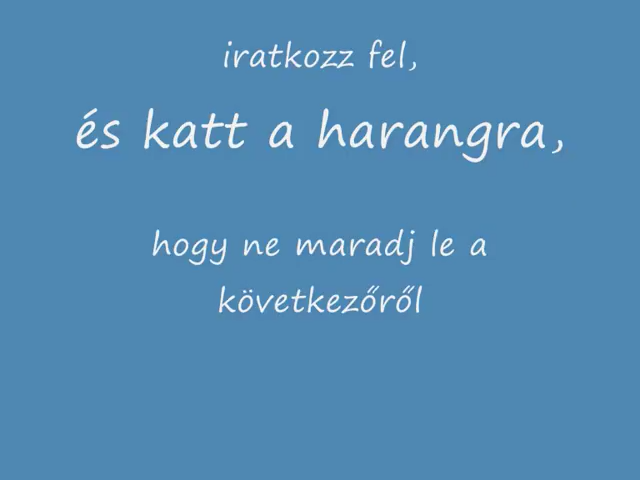 iratkozz fel,
és katt a harangra,
hogy ne maradj le a
következőről